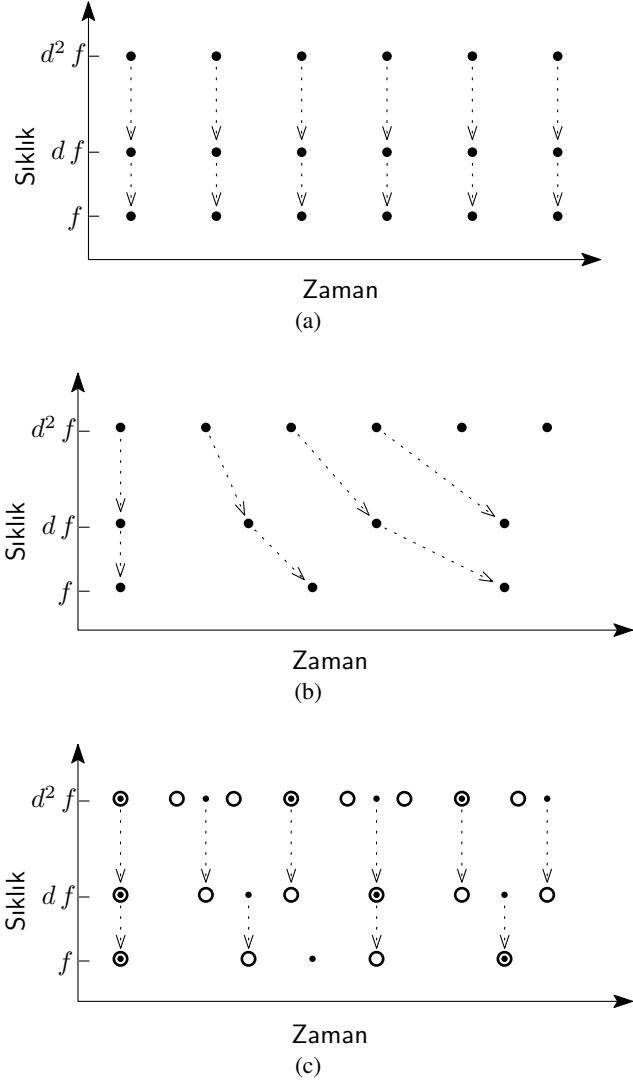 d² f
d f
f
Sıklık
Zaman
(a)
d² f
d f
f
Sıklık
Zaman
(b)
d² f
d f
f
Sıklık
Zaman
(c)